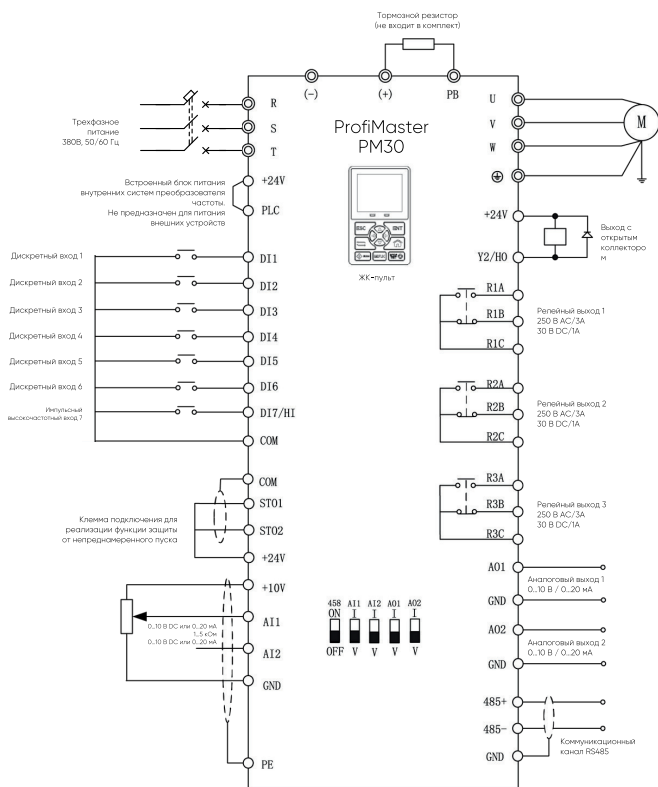 Тормозной резистор
(не входит в комплект)
(-)
(+)
PB
R
S
T
Трехфазное
питание
380В, 50/60 Гц
ProfiMaster
PM30
U
V
W
M
+24V
PLC
Встроенный блок питания
внутренних систем преобразователя
частоты.
Не предназначен для питания
внешних устройств
ESC
ENT
ЖК-пульт
+24V
Y2/HO
Выход с
открытым
коллекторо
м
Дискретный вход 1
DI1
Дискретный вход 2
DI2
Дискретный вход 3
DI3
Дискретный вход 4
DI4
Дискретный вход 5
DI5
Дискретный вход 6
DI6
Импульсный
высокочастотный вход 7
DI7/HI
COM
R1A
R1B
R1C
Релейный выход 1
250 В AC/3A
30 В DC/1A
R2A
R2B
R2C
Релейный выход 2
250 В AC/3A
30 В DC/1A
R3A
R3B
R3C
Релейный выход 3
250 В AC/3A
30 В DC/1A
COM
STO1
STO2
+24V
Клемма подключения для
реализации функции защиты
от непреднамеренного пуска
+10V
AI1
0...10 В DC или 0...20 мА
1...5 кОм
0...10 В DC или 0...20 мА
AI2
GND
PE
458 AI1 AI2 AO1 AO2
ON I I I I
OFF V V V V
AO1
Аналоговый выход 1
0...10 В / 0...20 мА
GND
AO2
Аналоговый выход 2
0...10 В / 0...20 мА
GND
485+
485-
GND
Коммуникационный
канал RS485